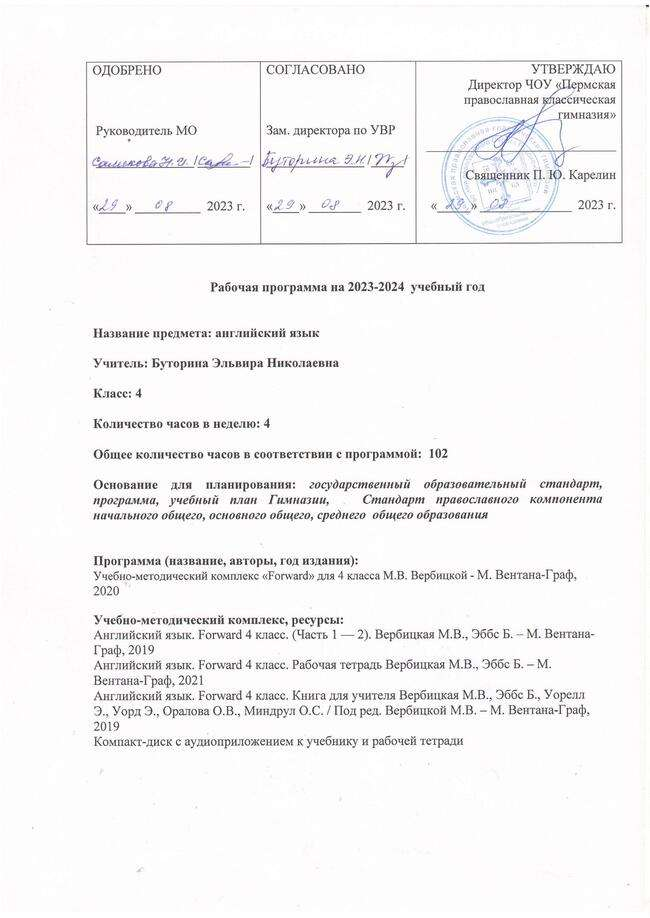 ОДОБРЕНО
Руководитель МО
«29» 08 2023 г.
СОГЛАСОВАНО
Зам. директора по УВР
Буторина Э.Н.
«29» 08 2023 г.
УТВЕРЖДАЮ
Директор ЧОУ «Пермская
православная классическая
гимназия»
Священник П. Ю. Карелин
«29» 08 2023 г.
Рабочая программа на 2023-2024 учебный год
Название предмета: английский язык
Учитель: Буторина Эльвира Николаевна
Класс: 4
Количество часов в неделю: 4
Общее количество часов в соответствии с программой: 102
Основание для планирования: государственный образовательный стандарт,
программа, учебный план Гимназии, Стандарт православного компонента
начального общего, основного общего, среднего общего образования
Программа (название, авторы, год издания):
Учебно-методический комплекс «Forward» для 4 класса М.В. Вербицкой - М. Вентана-Граф,
2020
Учебно-методический комплекс, ресурсы:
Английский язык. Forward 4 класс. (Часть 1 — 2). Вербицкая М.В., Эббс Б. – М. Вентана-
Граф, 2019
Английский язык. Forward 4 класс. Рабочая тетрадь Вербицкая М.В., Эббс Б. – М.
Вентана-Граф, 2021
Английский язык. Forward 4 класс. Книга для учителя Вербицкая М.В., Эббс Б., Уорелл
Э., Уорд Э., Оралова О.В., Миндрул О.С. / Под ред. Вербицкой М.В. – М. Вентана-Граф,
2019
Компакт-диск с аудиоприложением к учебнику и рабочей тетради